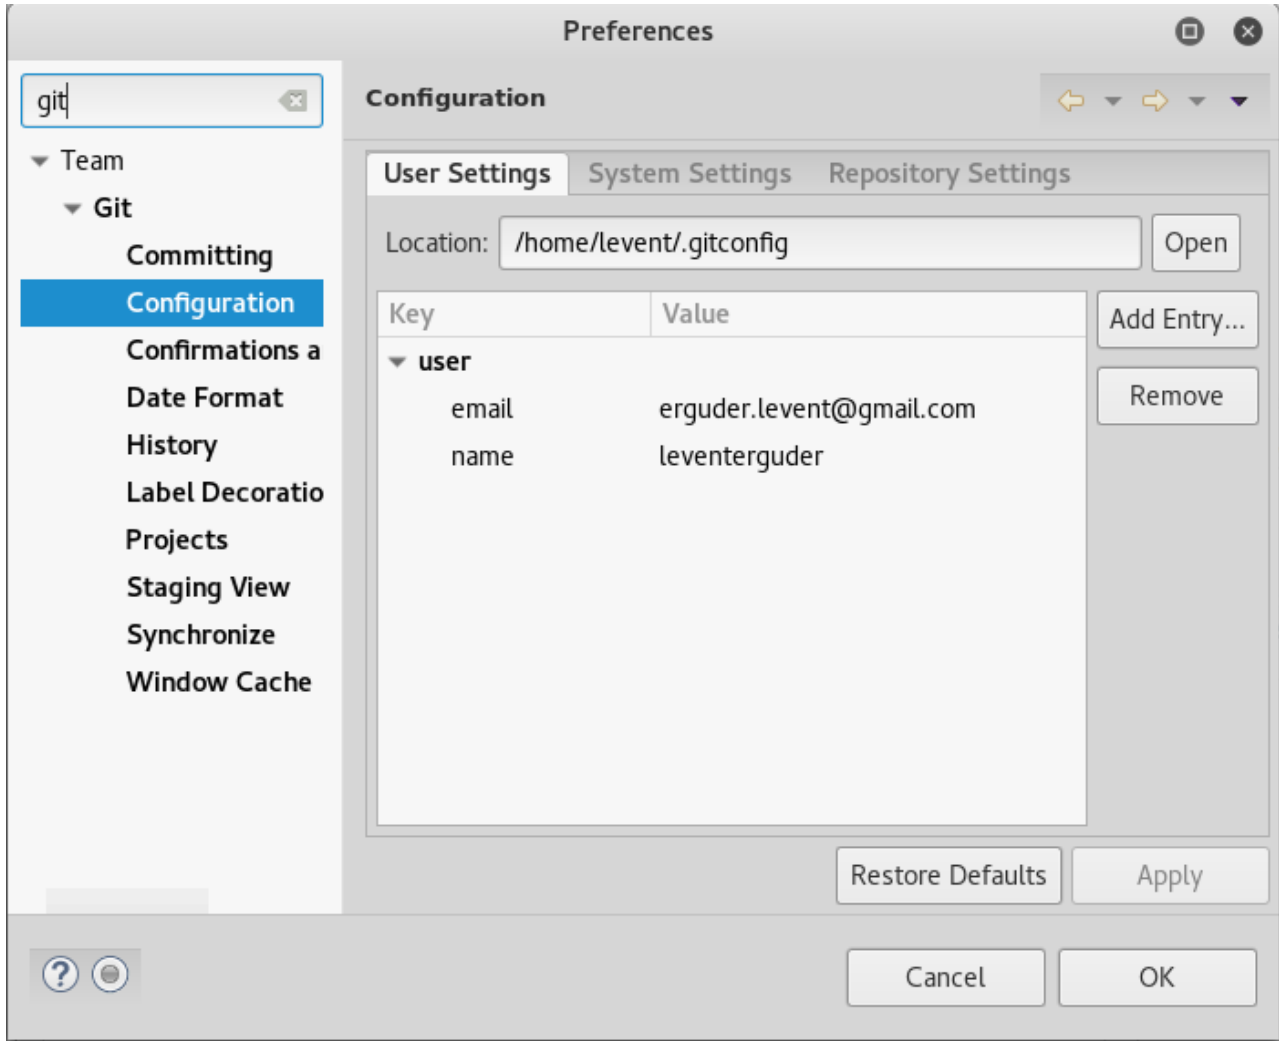 Preferences
git
Team
Git
Committing
Configuration
Confirmations a
Date Format
History
Label Decoratio
Projects
Staging View
Synchronize
Window Cache
Configuration
User Settings System Settings Repository Settings
Location: /home/levent/.gitconfig Open
Key Value
user
email erguder.levent@gmail.com
name leventerguder
Add Entry...
Remove
Restore Defaults Apply
? Cancel OK